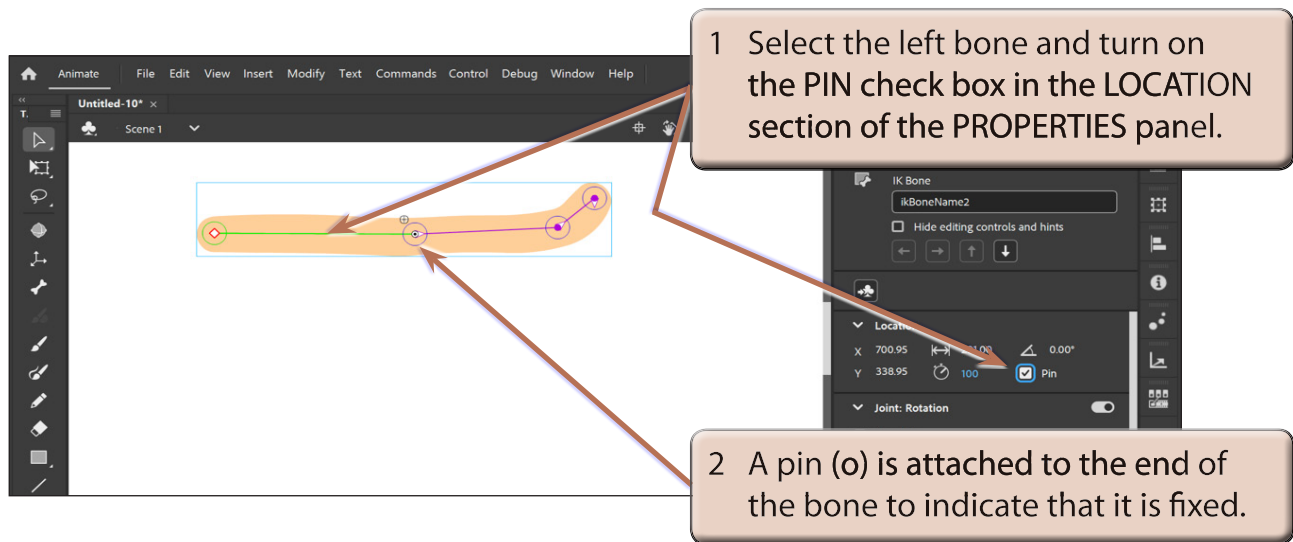 1 Select the left bone and turn on
the PIN check box in the LOCATION
section of the PROPERTIES panel.
Animate File Edit View Insert Modify Text Commands Control Debug Window Help
T.
Untitled-10* ×
Scene 1
IK Bone
ikBoneName2
Hide editing controls and hints
X 700.95 0.00°
Y 338.95 100 Pin
Joint: Rotation
2 A pin (o) is attached to the end of
the bone to indicate that it is fixed.